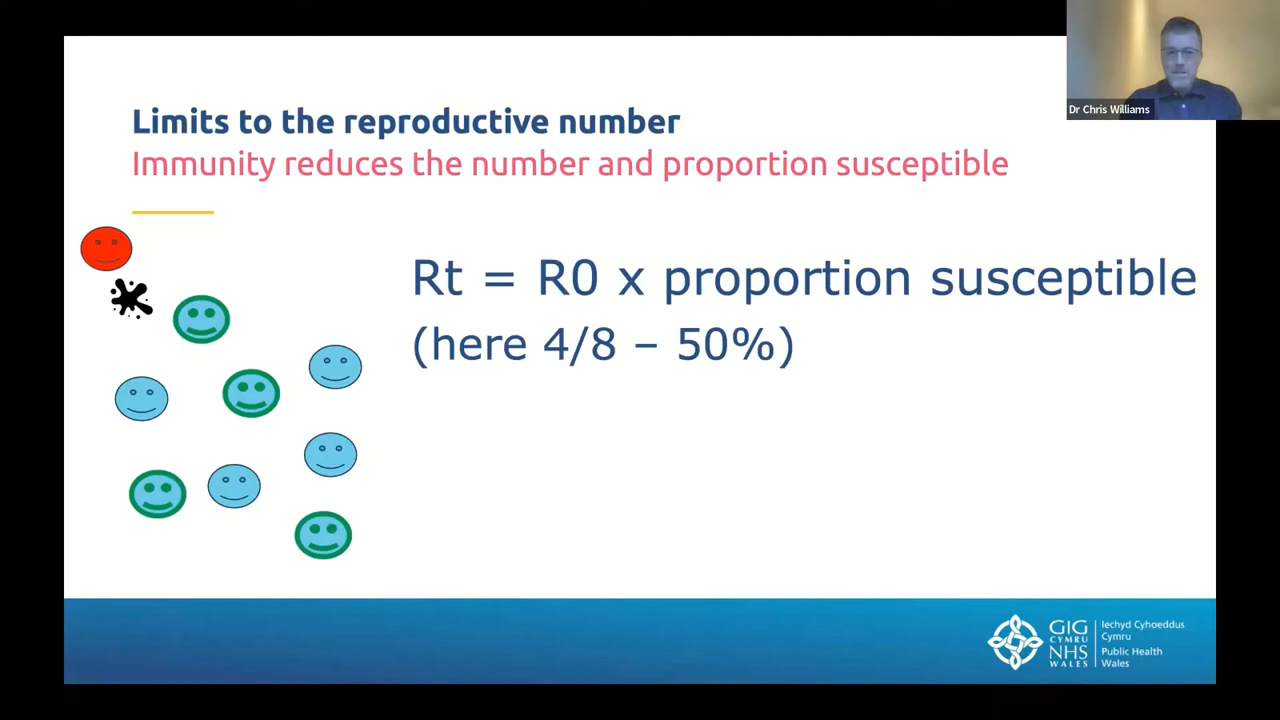 Dr Chris Williams
Limits to the reproductive number
Immunity reduces the number and proportion susceptible
Rt = R0 x proportion susceptible
(here 4/8 – 50%)
GIG
CYMRU
NHS
WALES
Iechyd Cyhoeddus
Cymru
Public Health
Wales